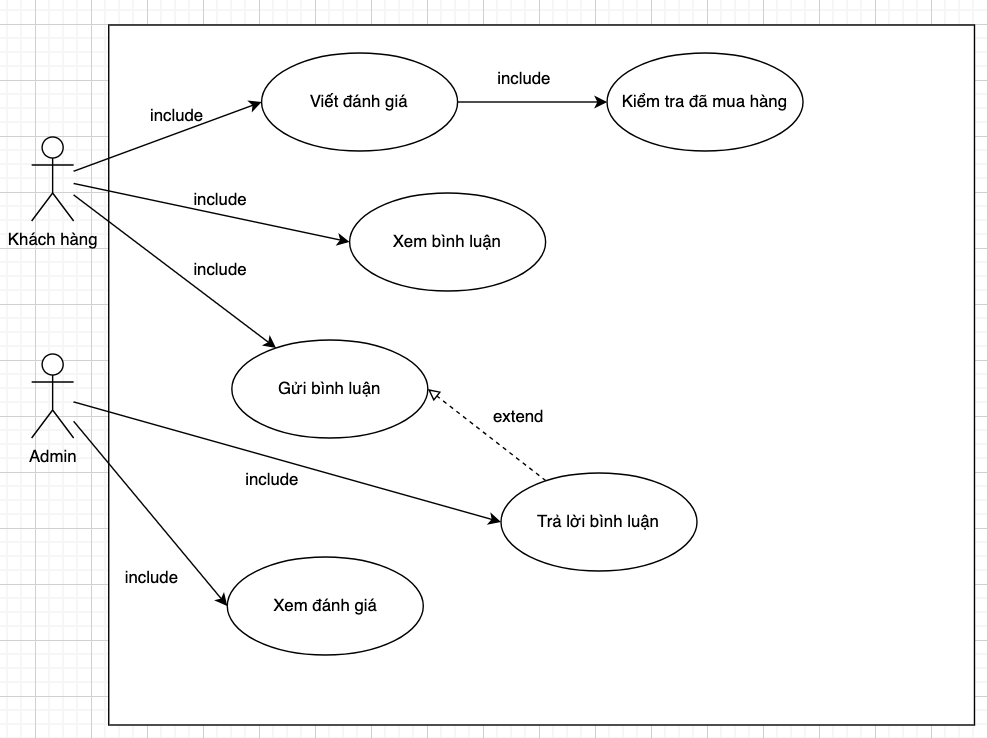 Viết đánh giá
include
Kiểm tra đã mua hàng
include
include
Khách hàng
Xem bình luận
include
Gửi bình luận
extend
Admin
include
Trả lời bình luận
include
Xem đánh giá